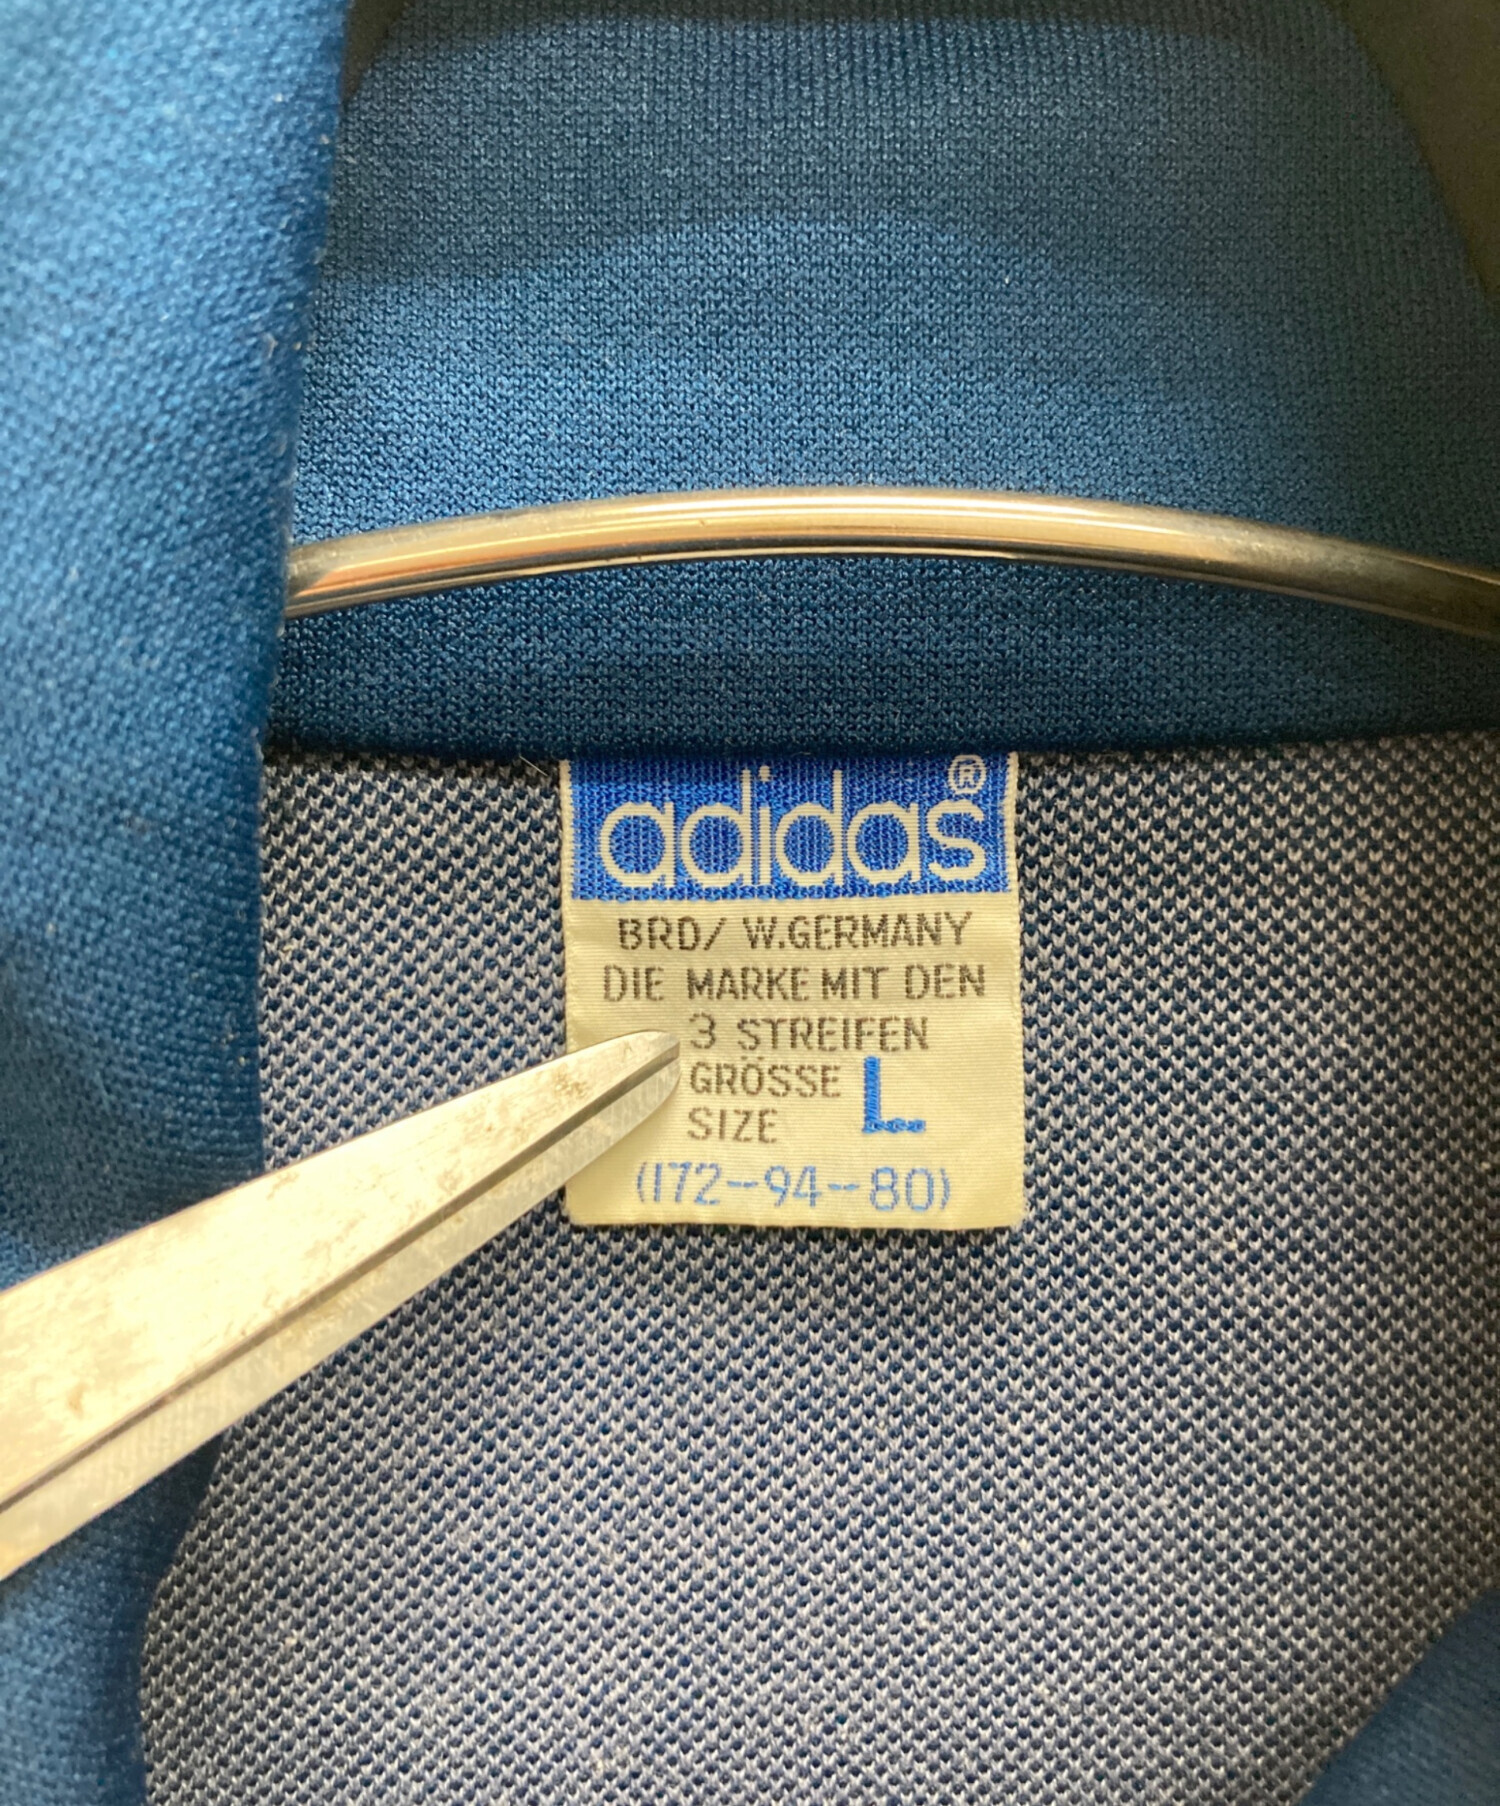 adidas®
BRD/ W.GERMANY
DIE MARKE MIT DEN
3 STREIFEN
GRÖSSE L
SIZE
(172-94-80)